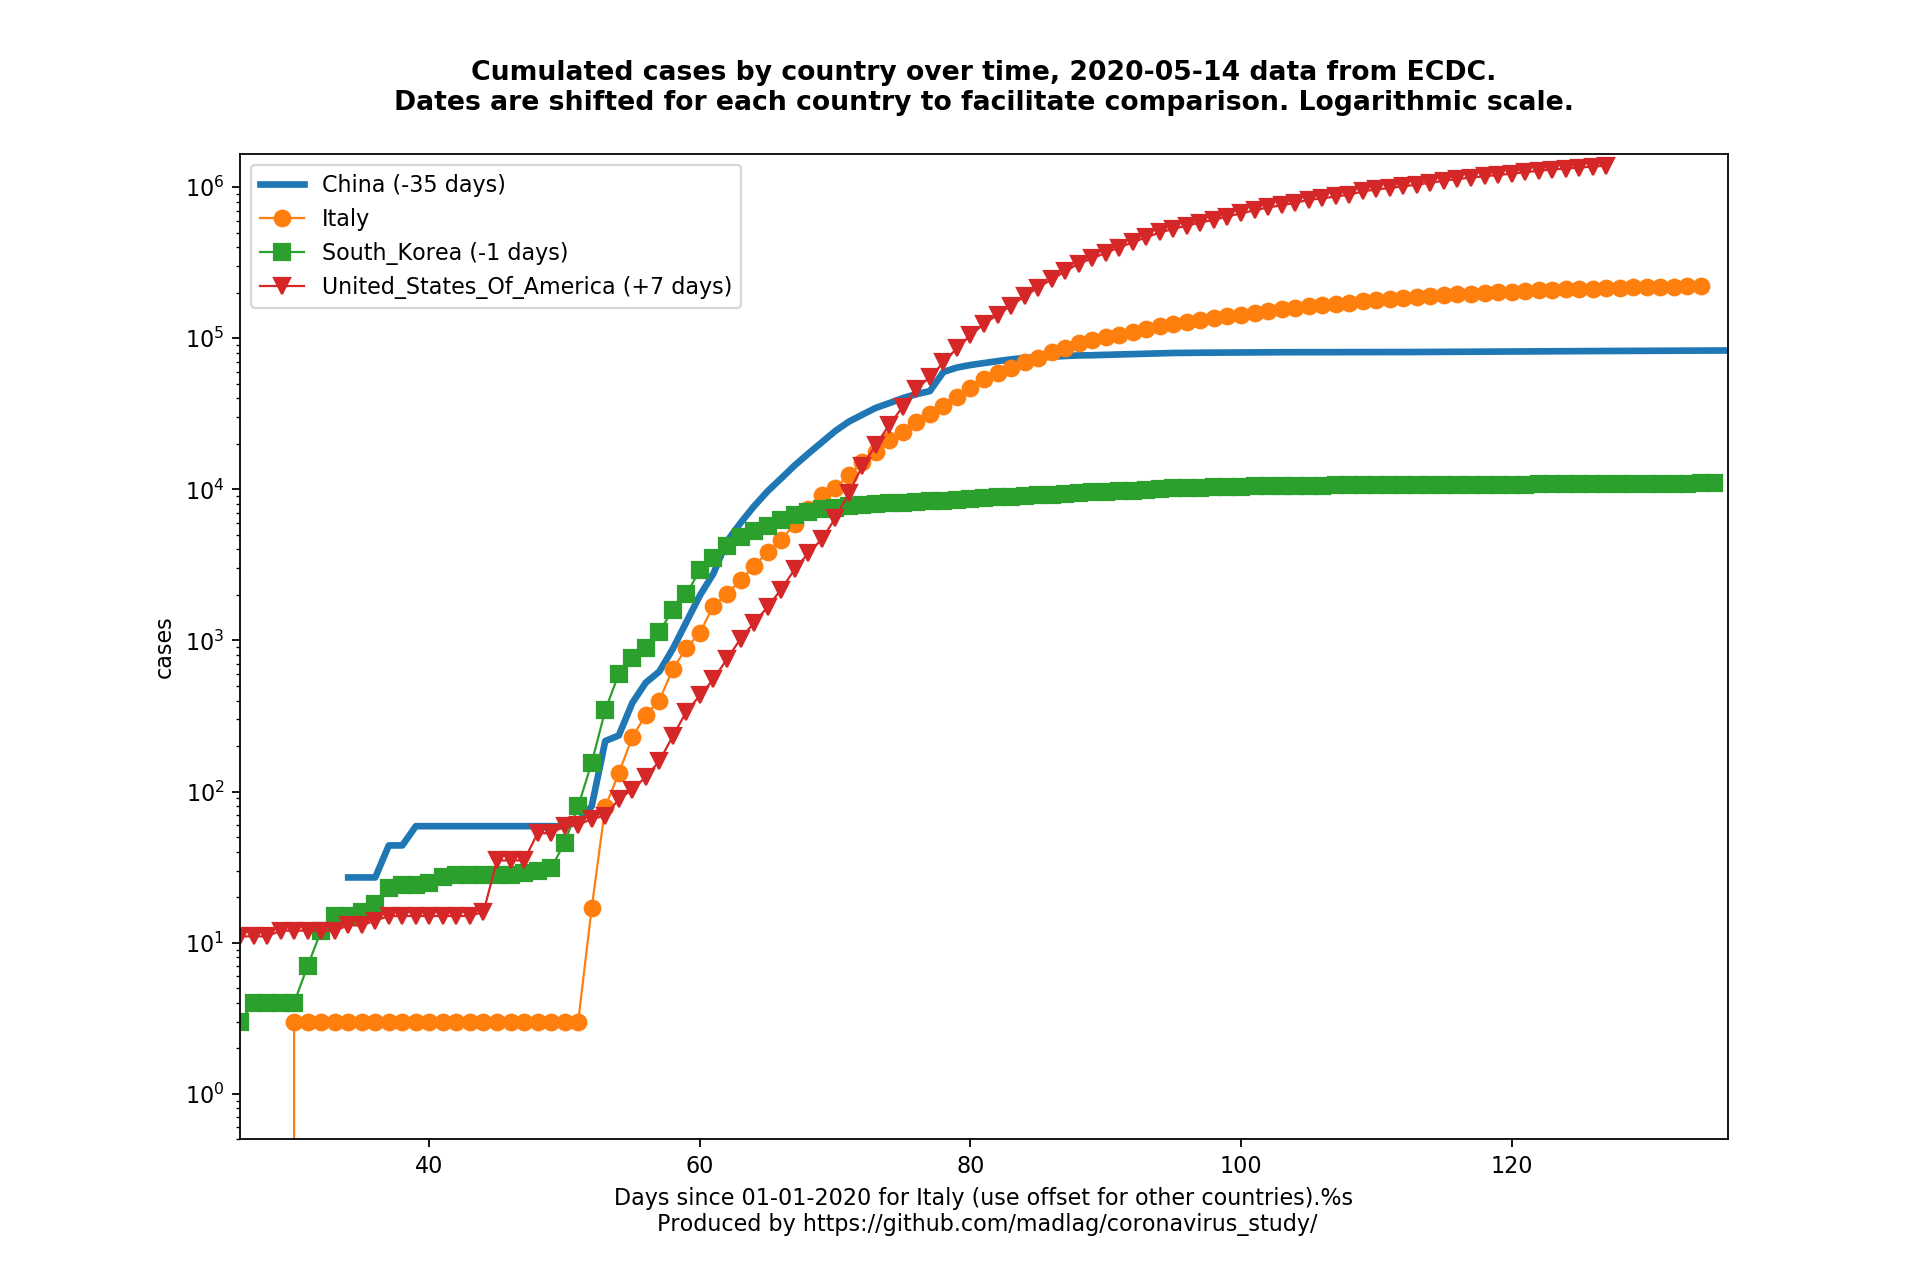 Cumulated cases by country over time, 2020-05-14 data from ECDC.
Dates are shifted for each country to facilitate comparison. Logarithmic scale.
China (-35 days)
Italy
South_Korea (-1 days)
United_States_Of_America (+7 days)
10^6
10^5
10^4
10^3
10^2
10^1
10^0
cases
40 60 80 100 120
Days since 01-01-2020 for Italy (use offset for other countries).%s
Produced by https://github.com/madlag/coronavirus_study/